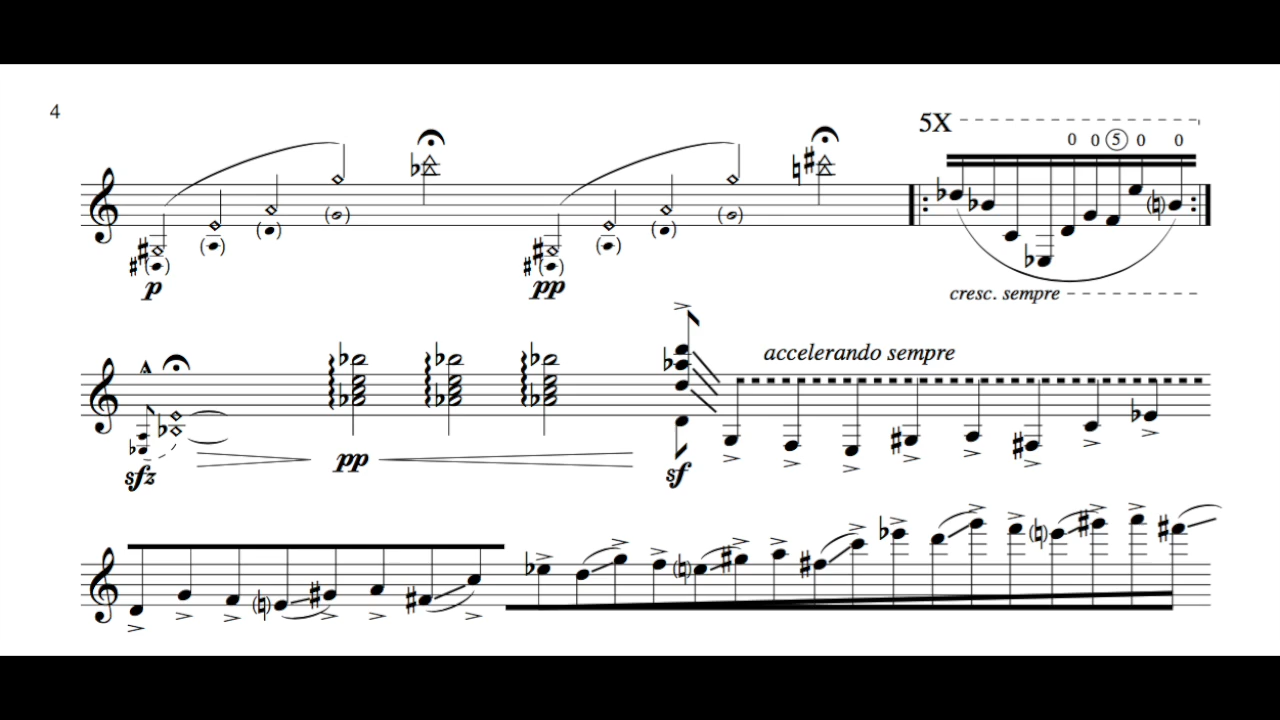 4
5X
0 0 5 0 0
p
pp
cresc. sempre
accelerando sempre
sfz
pp
sf